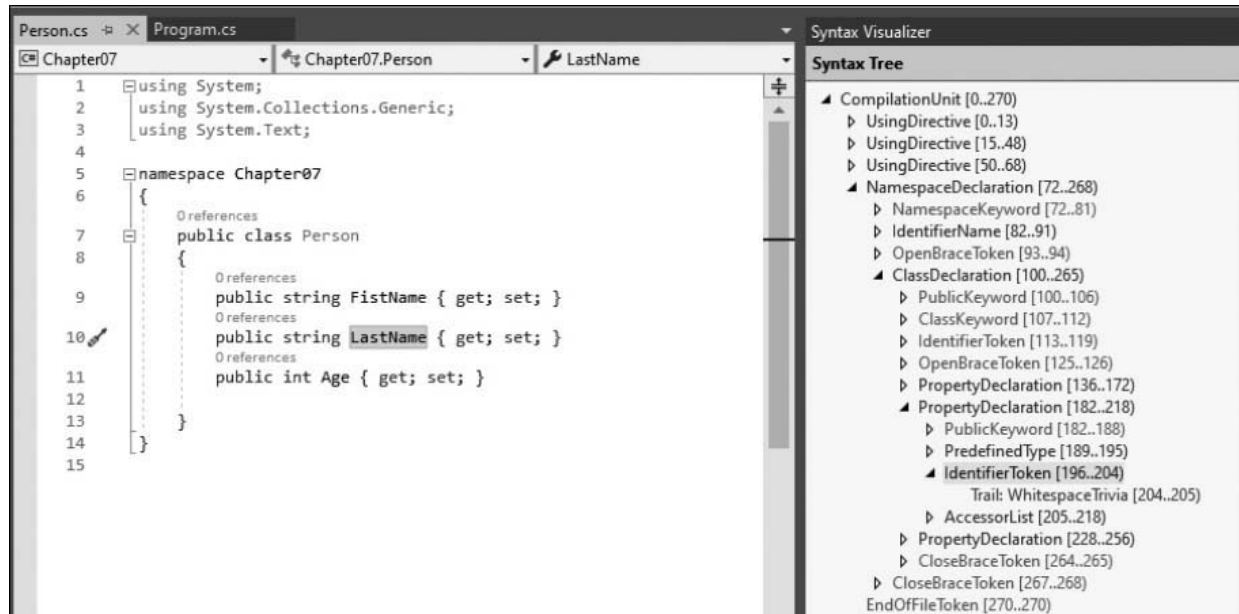 Person.cs Program.cs
Chapter07 Chapter07.Person LastName
1 using System;
2 using System.Collections.Generic;
3 using System.Text;
4
5 namespace Chapter07
6 {
0 references
7 public class Person
8 {
0 references
9 public string FistName { get; set; }
0 references
10 public string LastName { get; set; }
0 references
11 public int Age { get; set; }
12
13 }
14 }
15
Syntax Visualizer
Syntax Tree
CompilationUnit [0..270)
UsingDirective [0..13)
UsingDirective [15..48)
UsingDirective [50..68)
NamespaceDeclaration [72..268)
NamespaceKeyword [72..81)
IdentifierName [82..91)
OpenBraceToken [93..94)
ClassDeclaration [100..265)
PublicKeyword [100..106)
ClassKeyword [107..112)
IdentifierToken [113..119)
OpenBraceToken [125..126)
PropertyDeclaration [136..172)
PropertyDeclaration [182..218)
PublicKeyword [182..188)
PredefinedType [189..195)
IdentifierToken [196..204)
Trail: WhitespaceTrivia [204..205)
AccessorList [205..218)
PropertyDeclaration [228..256)
CloseBraceToken [264..265)
CloseBraceToken [267..268)
EndOfFileToken [270..270)